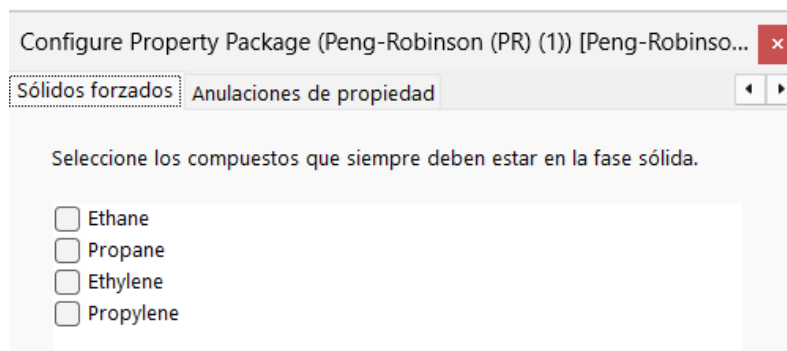 Configure Property Package (Peng-Robinson (PR) (1)) [Peng-Robinso...
Sólidos forzados Anulaciones de propiedad
Seleccione los compuestos que siempre deben estar en la fase sólida.
Ethane
Propane
Ethylene
Propylene